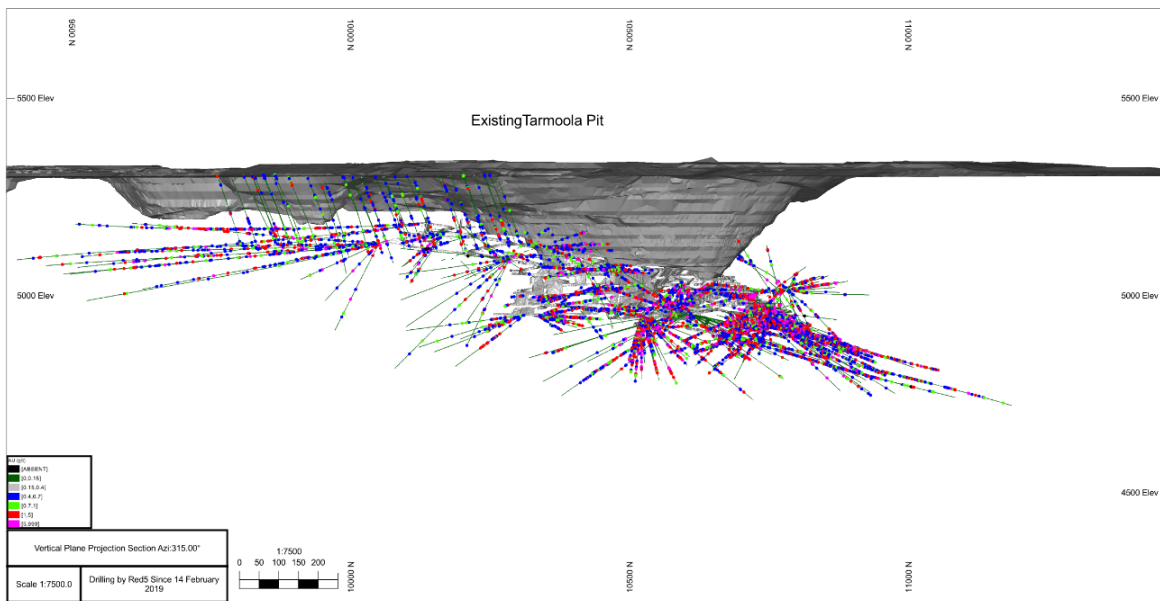 9500 N
10000 N
10500 N
11000 N
5500 Elev
5500 Elev
ExistingTarmoola Pit
5000 Elev
5000 Elev
4500 Elev
AU (g/t)
[ABSENT]
[0,0.15]
[0.15,0.4]
[0.4,0.7]
[0.7,1]
[1,5]
[5,999]
Vertical Plane Projection Section Azi:315.00°
Scale 1:7500.0
Drilling by Red5 Since 14 February
2019
1:7500
0 50 100 150 200
10000 N
10500 N
11000 N